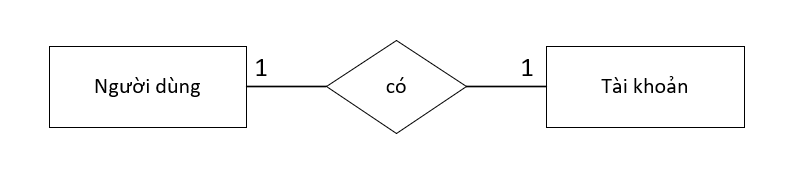 Người dùng
1
có
1
Tài khoản